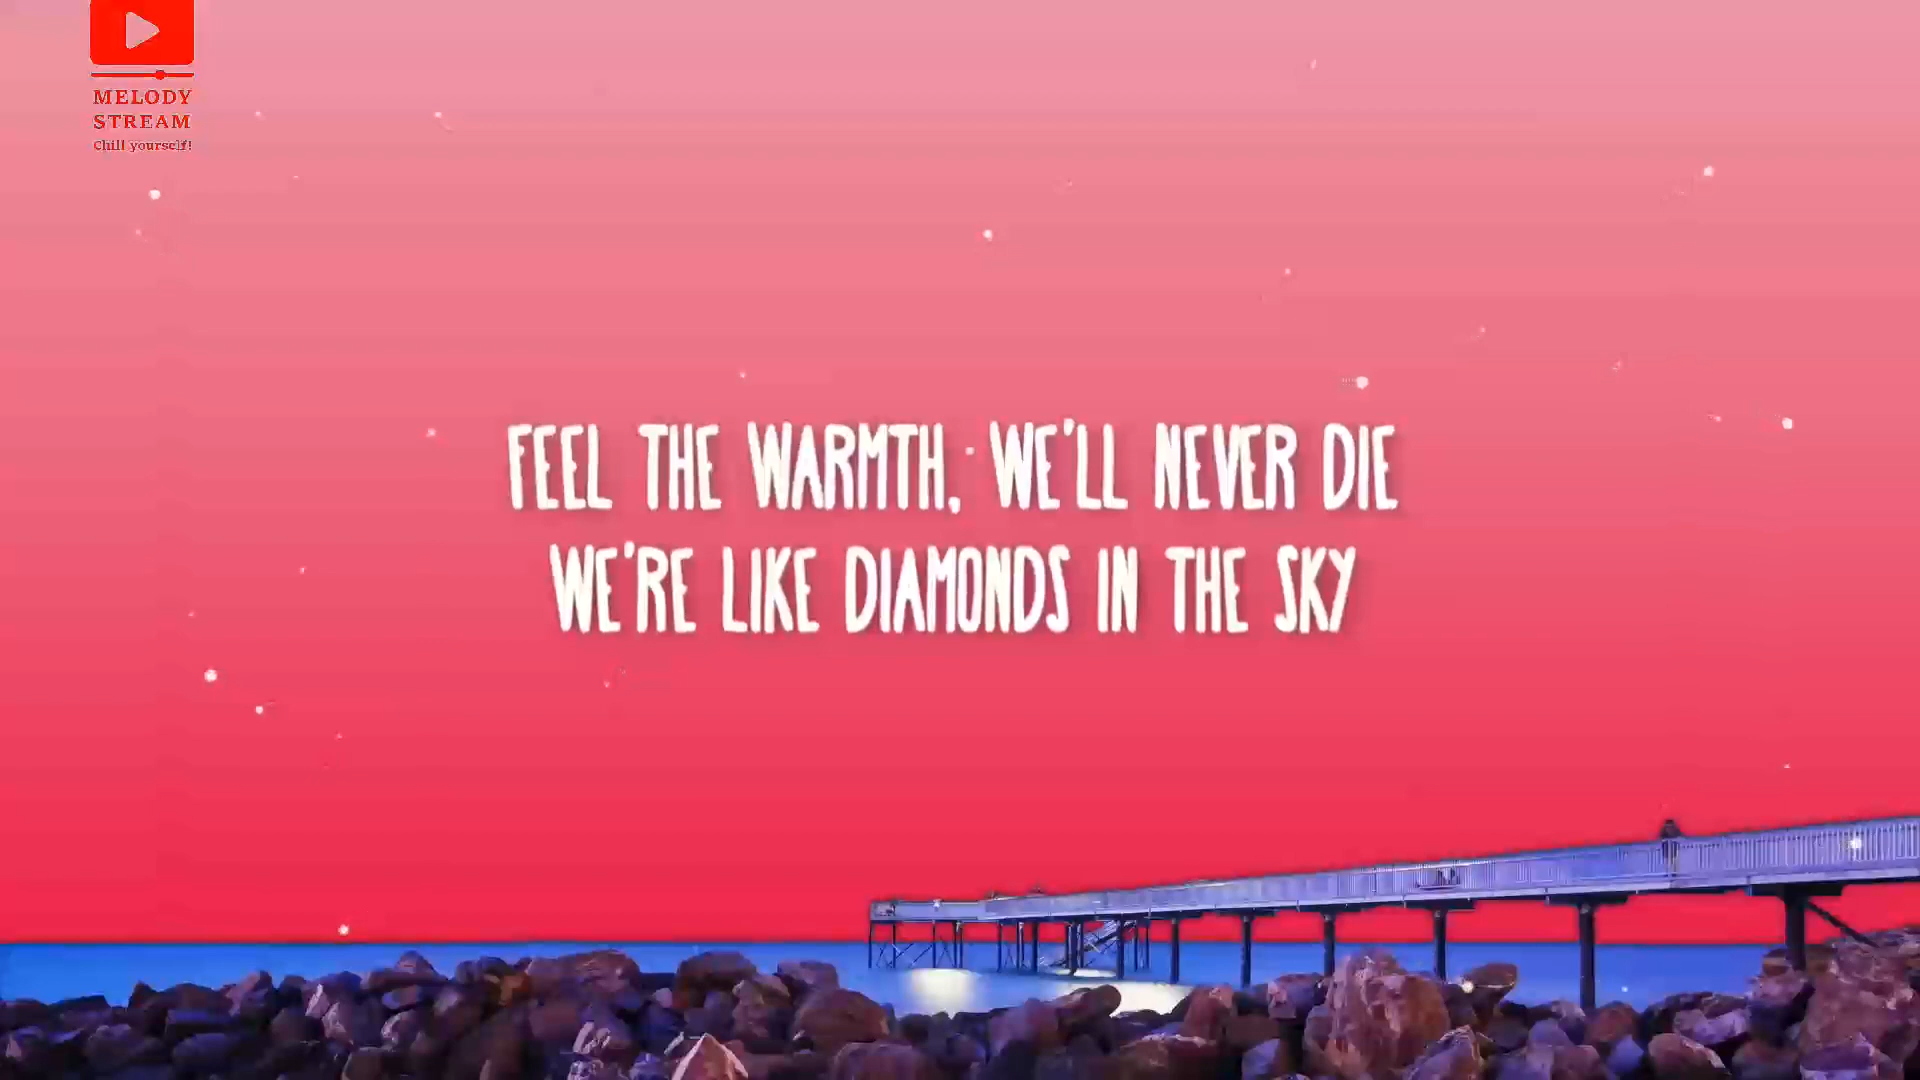 MELODY
STREAM
Chill yourself!
FEEL THE WARMTH, WE'LL NEVER DIE
WE'RE LIKE DIAMONDS IN THE SKY